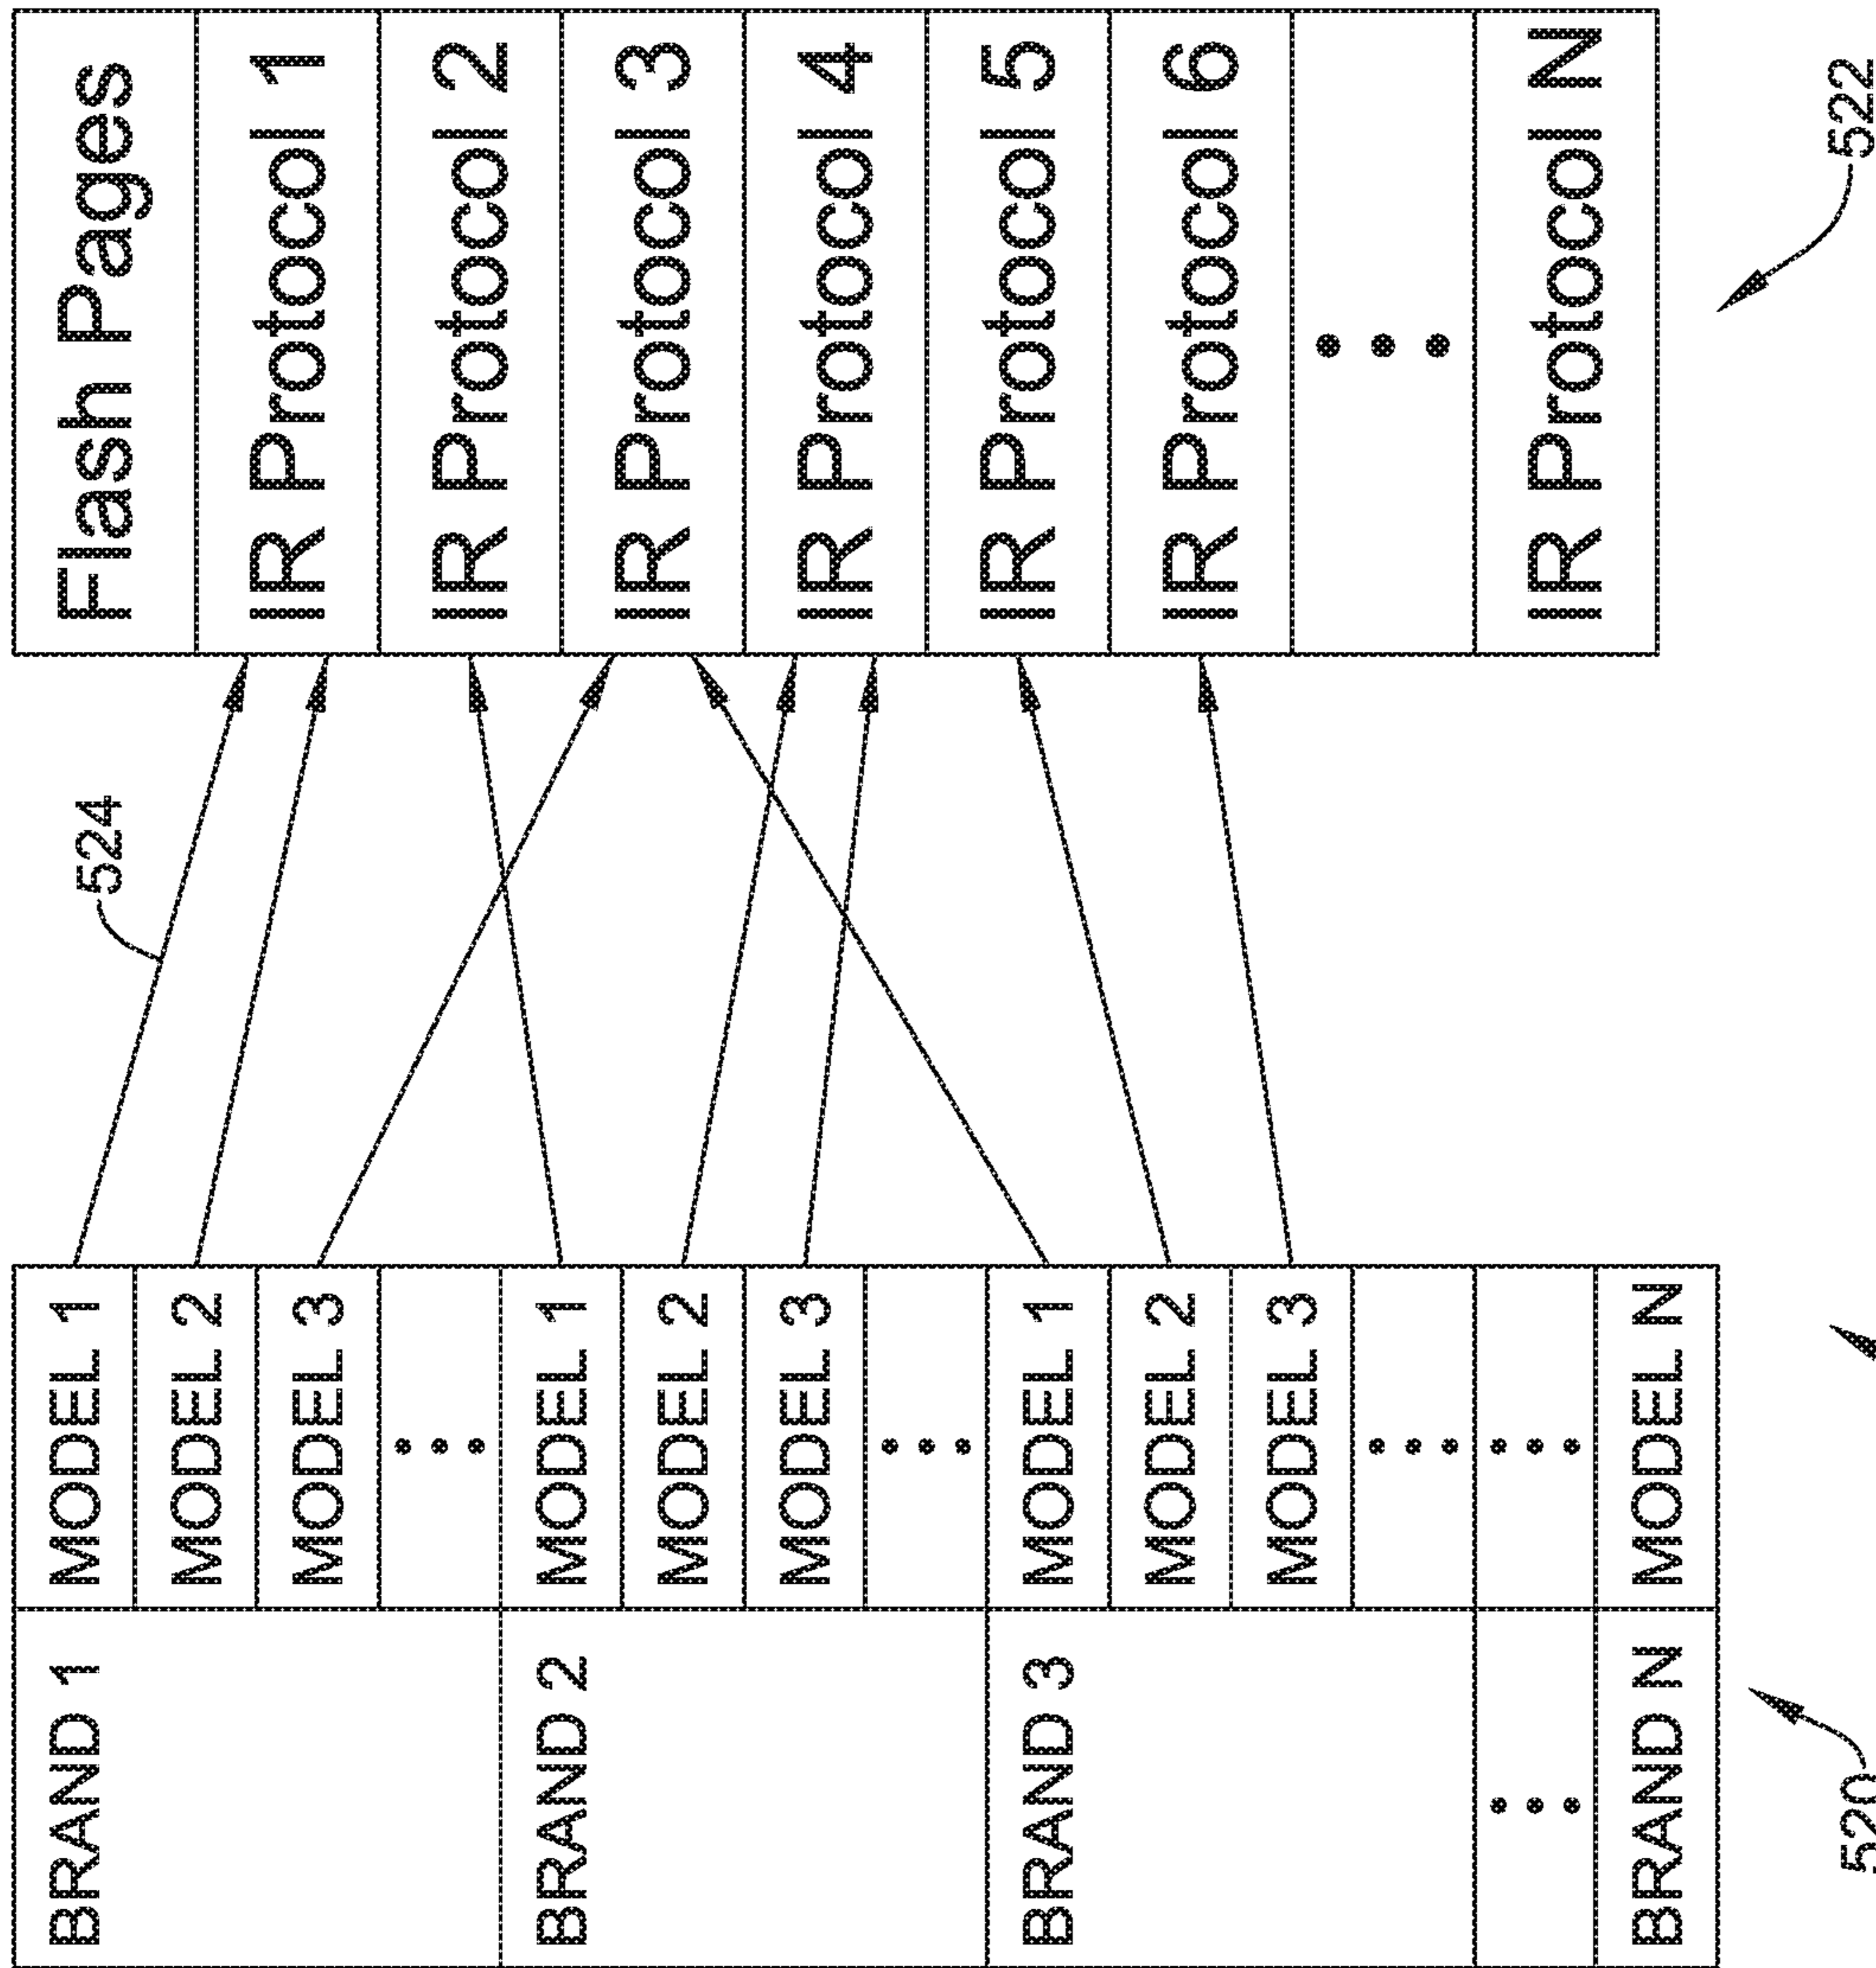 BRAND 1
MODEL 1
MODEL 2
MODEL 3
BRAND 2
MODEL 1
MODEL 2
MODEL 3
BRAND 3
MODEL 1
MODEL 2
MODEL 3
BRAND N
MODEL N
520
524
Flash Pages
IR Protocol 1
IR Protocol 2
IR Protocol 3
IR Protocol 4
IR Protocol 5
IR Protocol 6
IR Protocol N
522